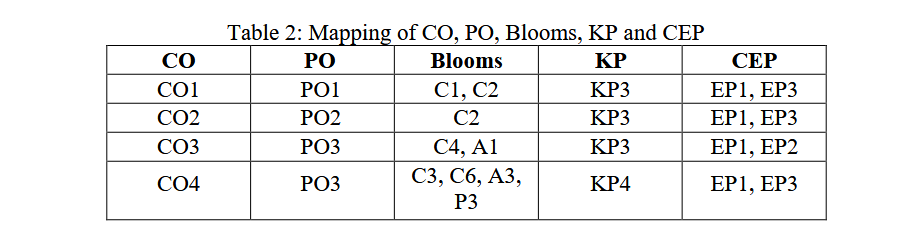 Table 2: Mapping of CO, PO, Blooms, KP and CEP
CO PO Blooms KP CEP
CO1 PO1 C1, C2 KP3 EP1, EP3
CO2 PO2 C2 KP3 EP1, EP3
CO3 PO3 C4, A1 KP3 EP1, EP2
CO4 PO3 C3, C6, A3, KP4 EP1, EP3
P3